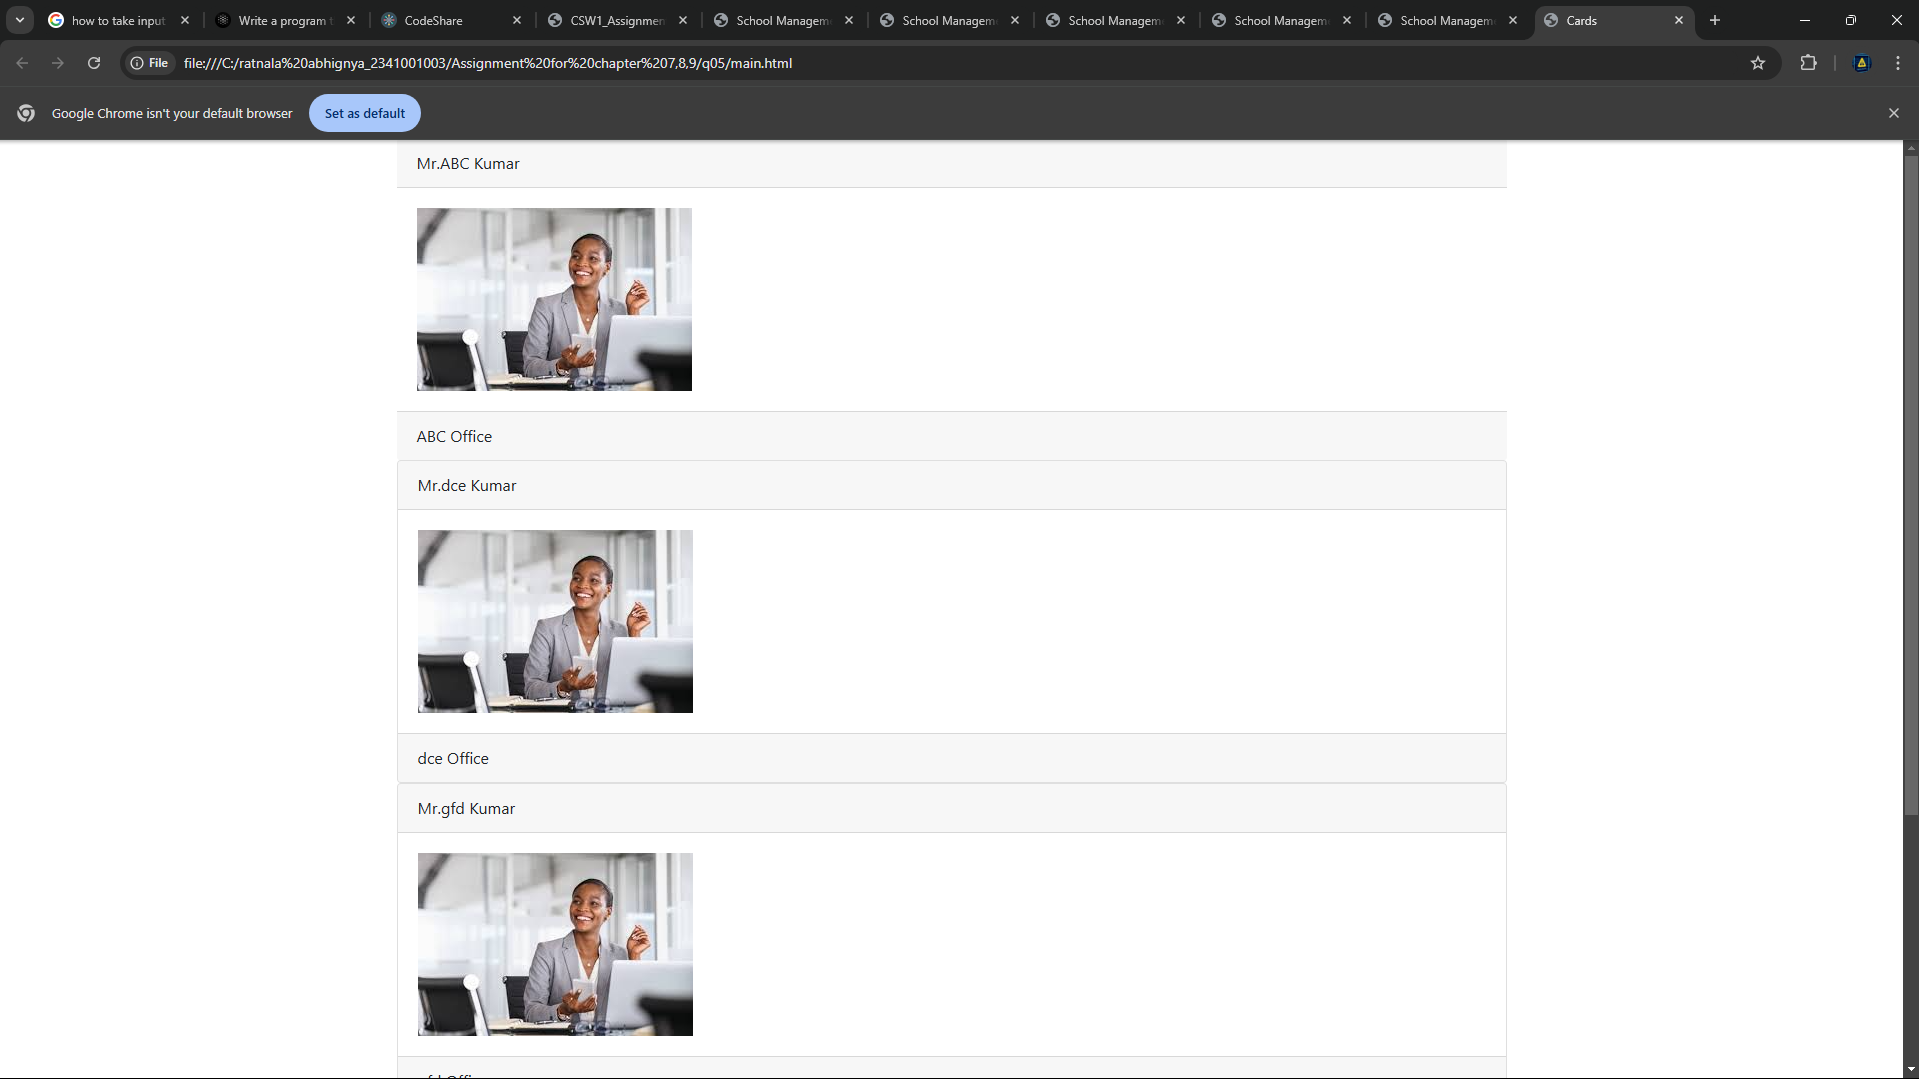 how to take input
Write a program
CodeShare
CSW1_Assignmen
School Managem
School Managem
School Managem
School Managem
School Managem
Cards
File
file:///C:/ratnala%20abhignya_2341001003/Assignment%20for%20chapter%207,8,9/q05/main.html
Google Chrome isn't your default browser
Set as default
Mr.ABC Kumar
ABC Office
Mr.dce Kumar
dce Office
Mr.gfd Kumar